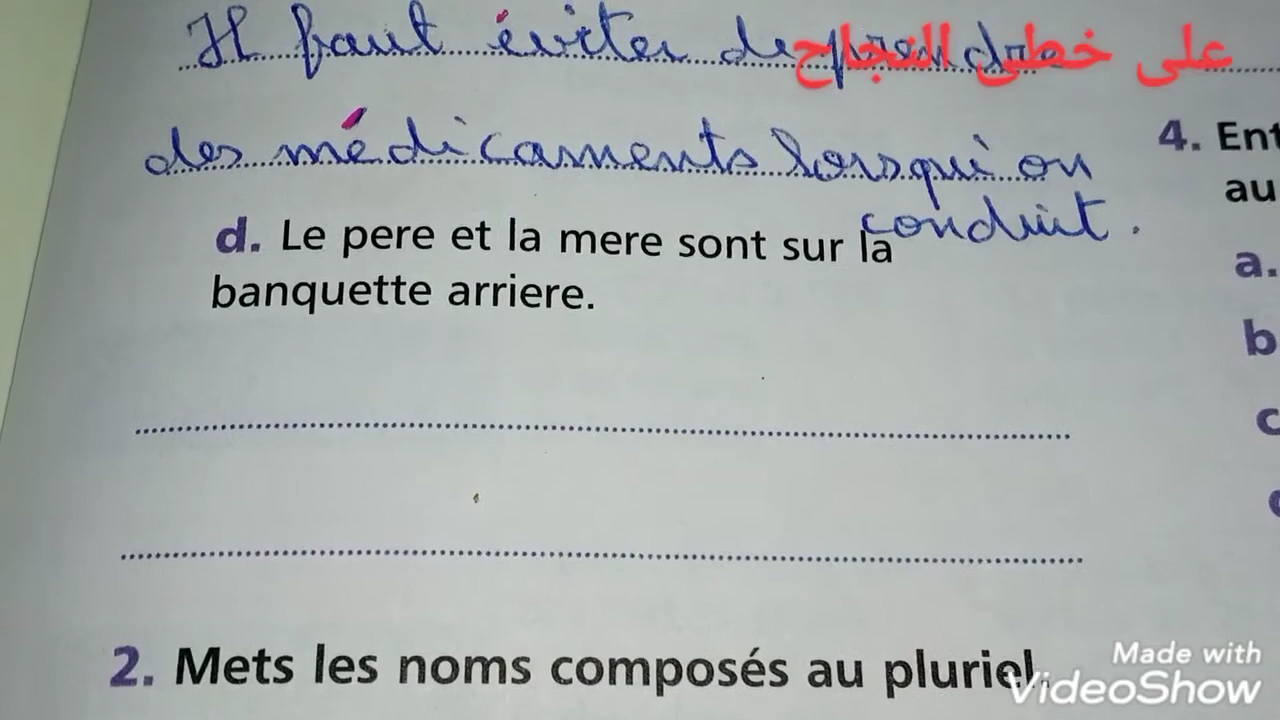 Il faut éviter de prendre
على خطى النجاح
des médicaments lorsqu'on
conduit.
d. Le pere et la mere sont sur la
banquette arriere.
2. Mets les noms composés au pluriel.
4. Ent
au
a.
b
c
Made with
VideoShow